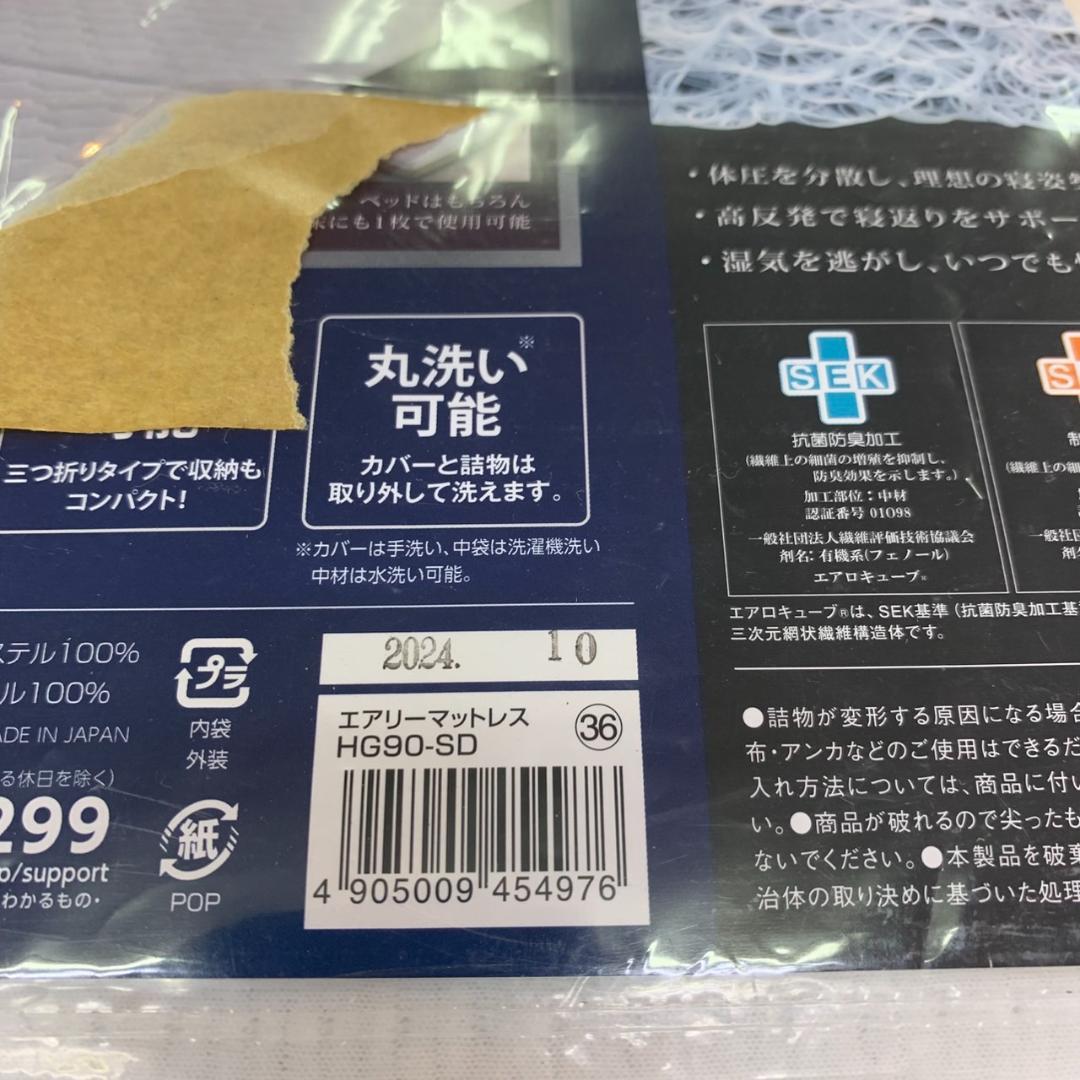 ベッドはもちろん
床にも1枚で使用可能
・体圧を分散し、理想の寝姿勢
・高反発で寝返りをサポー
・湿気を逃がし、いつでも
可能
三つ折りタイプで収納も
コンパクト!
丸洗い※
可能
カバーと詰物は
取り外して洗えます。
※カバーは手洗い、中袋は洗濯機洗い
中材は水洗い可能。
SEK
抗菌防臭加工
(繊維上の細菌の増殖を抑制し、
防臭効果を示します。)
加工部位:中材
認証番号 01O98
一般社団法人繊維評価技術協議会
剤名:有機系(フェノール)
エアロキューブ®
S
制
(繊維上の
一般社団
剤名
エアロキューブ®は、SEK基準(抗菌防臭加工基
三次元網状繊維構造体です。
ステル100%
ル100%
ADE IN JAPAN
る休日を除く)
299
p/support
わかるもの・
プラ
内袋
外装
紙
POP
2024. 10
エアリーマットレス
HG90-SD
36
4 905009 454976
●詰物が変形する原因になる場合
布・アンカなどのご使用はできるだ
入れ方法については、商品に付い
い。●商品が破れるので尖ったも
ないでください。●本製品を破棄
治体の取り決めに基づいた処理